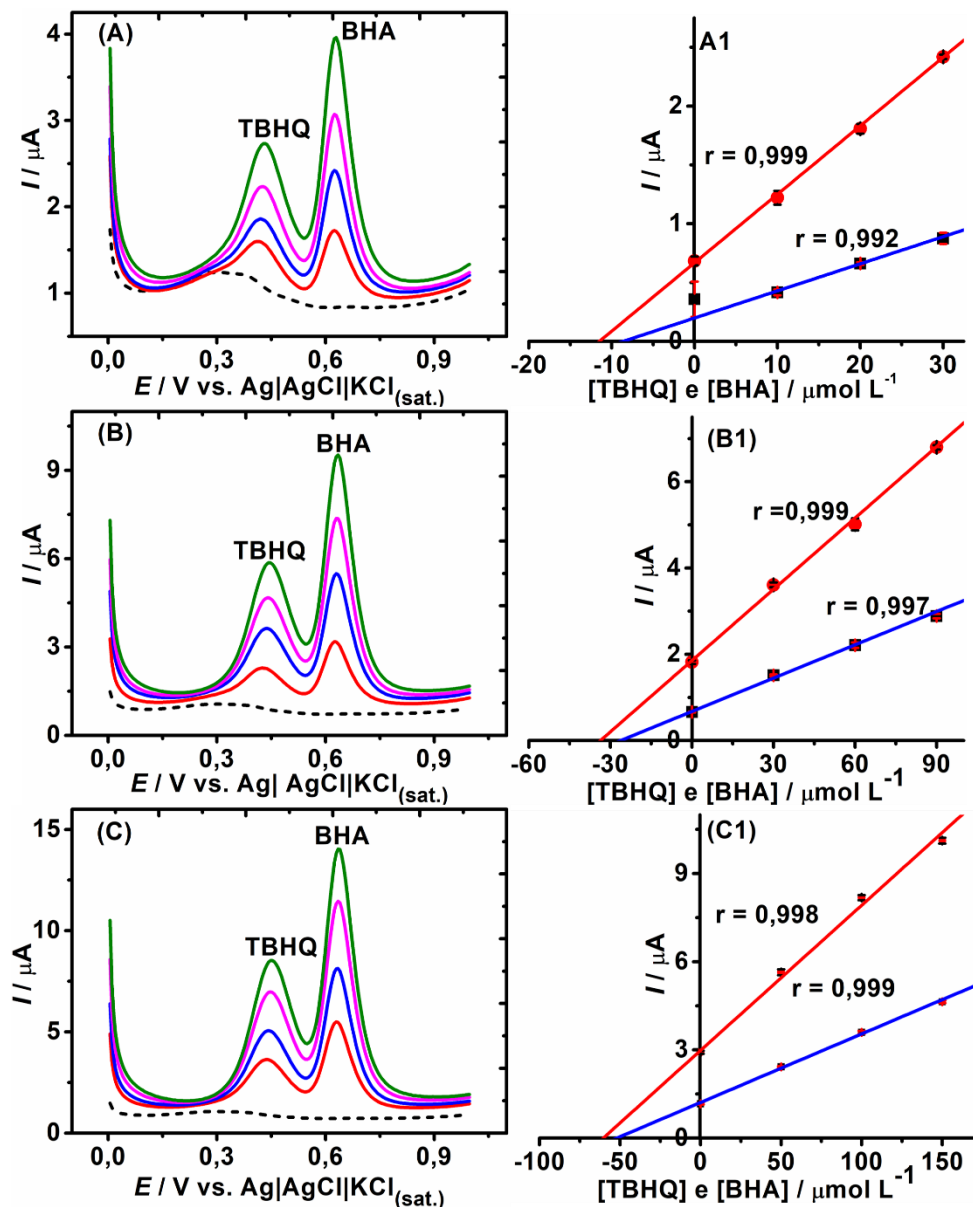 (A)
BHA
TBHQ
I / μA
4
3
2
1
0,0 0,3 0,6 0,9
E / V vs. Ag|AgCl|KCl(sat.)
A1
r = 0,999
r = 0,992
I / μA
2
1
0
-20 -10 0 10 20 30
[TBHQ] e [BHA] / μmol L-1
(B)
BHA
TBHQ
I / μA
9
6
3
0
0,0 0,3 0,6 0,9
E / V vs. Ag| AgCl|KCl(sat.)
(B1)
r =0,999
r = 0,997
I / μA
6
4
2
0
-60 -30 0 30 60 90
[TBHQ] e [BHA] / μmol L-1
(C)
BHA
TBHQ
I / μA
15
10
5
0
0,0 0,3 0,6 0,9
E / V vs. Ag|AgCl|KCl(sat.)
(C1)
r = 0,998
r = 0,999
I / μA
9
6
3
0
-100 -50 0 50 100 150
[TBHQ] e [BHA] / μmol L-1